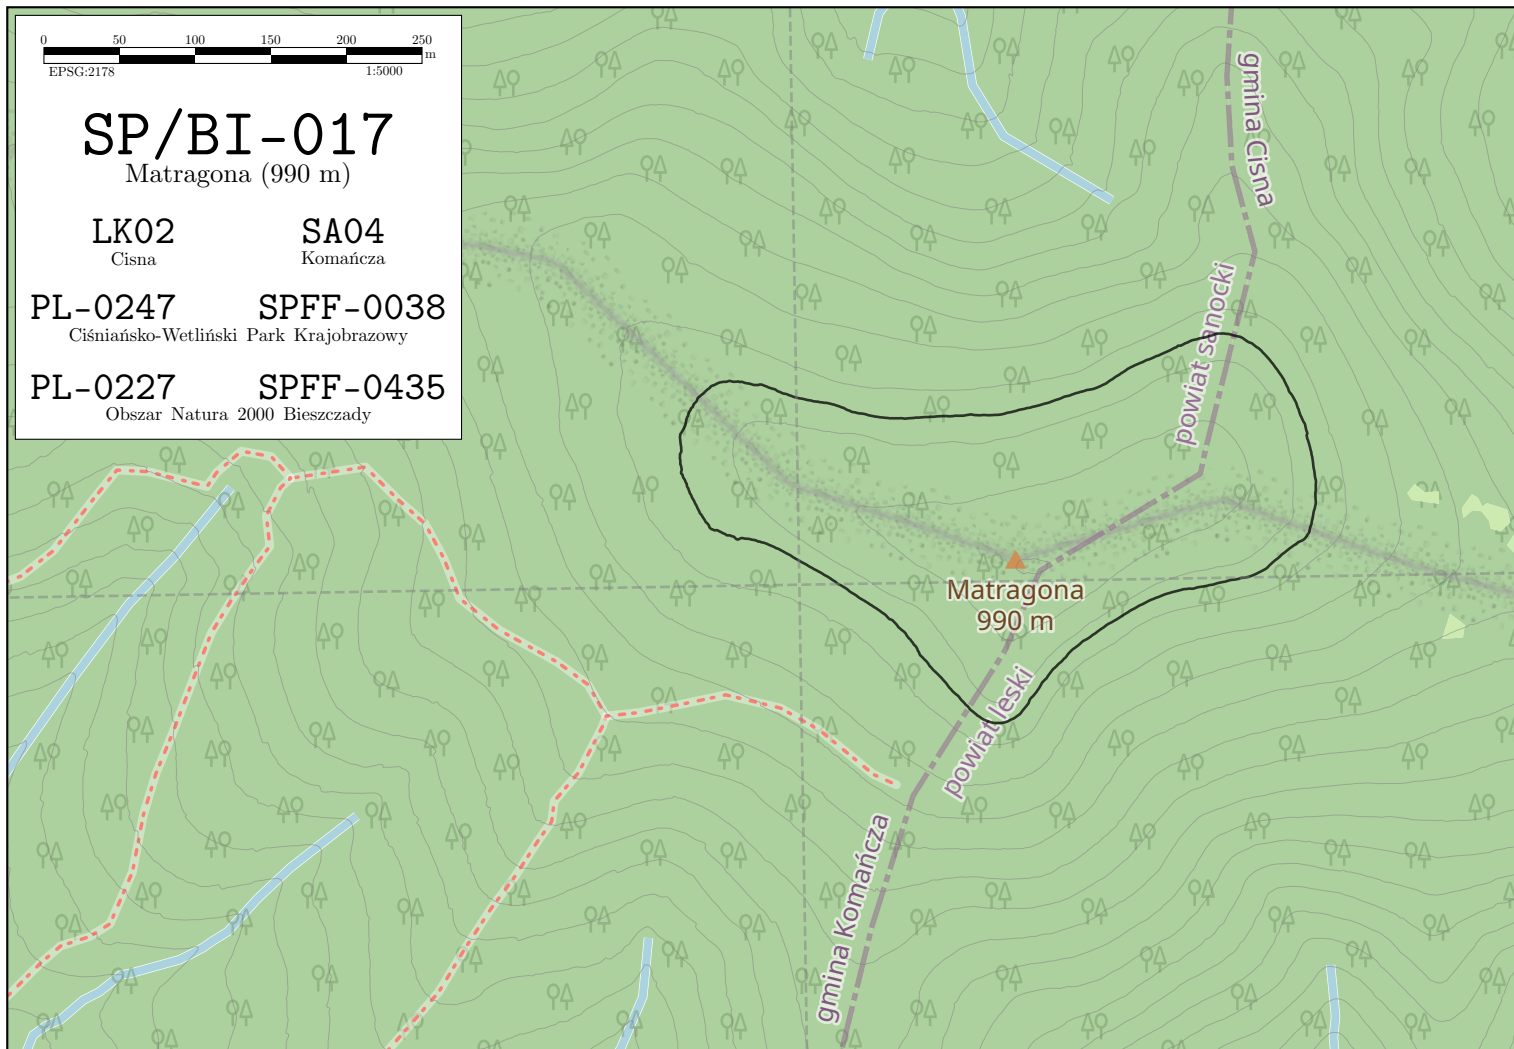 0 50 100 150 200 250
m
EPSG:2178 1:5000
SP/BI-017
Matragona (990 m)
LK02 SA04
Cisna Komańcza
PL-0247 SPFF-0038
Ciśniańsko-Wetliński Park Krajobrazowy
PL-0227 SPFF-0435
Obszar Natura 2000 Bieszczady
gmina Cisna
powiat sanocki
Matragona
990 m
powiat leski
gmina Komańcza